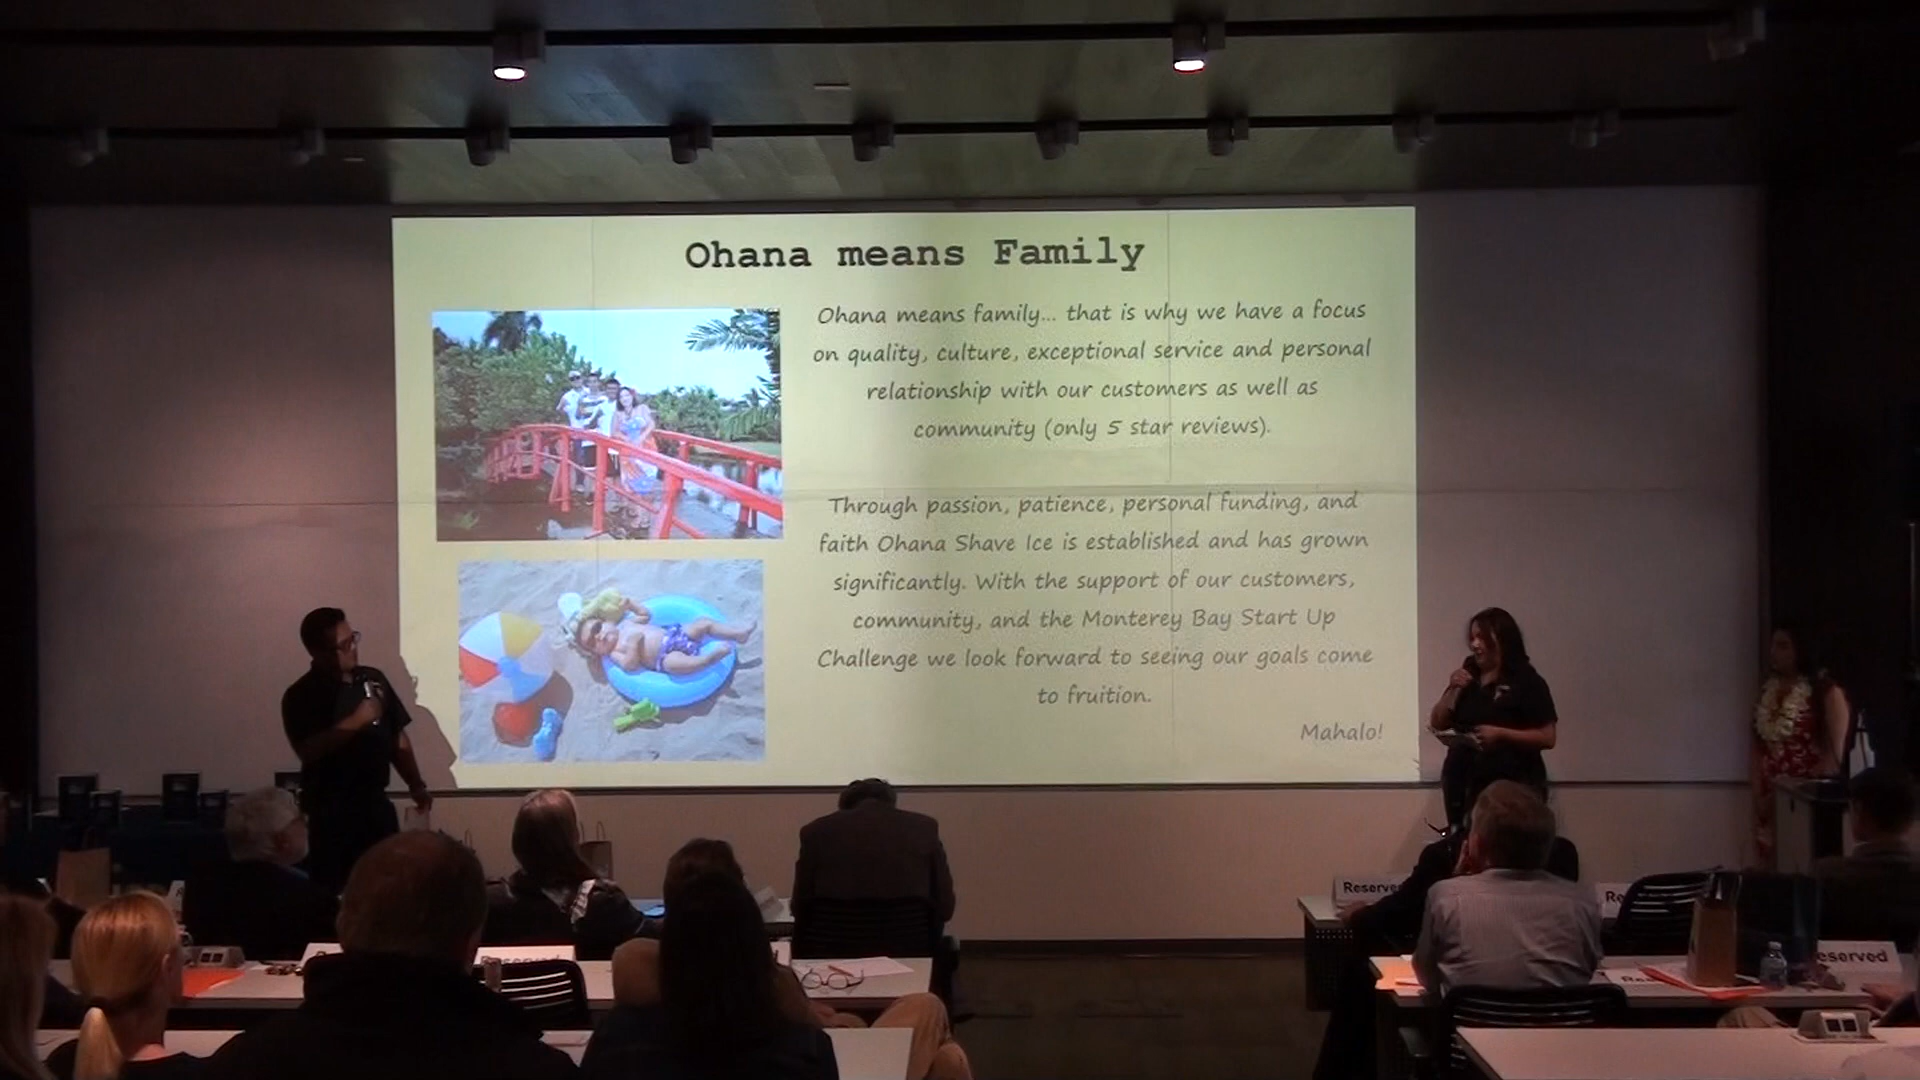 Ohana means Family
Ohana means family... that is why we have a focus
on quality, culture, exceptional service and personal
relationship with our customers as well as
community (only 5 star reviews).
Through passion, patience, personal funding, and
faith Ohana Shave Ice is established and has grown
significantly. With the support of our customers,
community, and the Monterey Bay Start Up
Challenge we look forward to seeing our goals come
to fruition.
Mahalo!
Reserve
Re
eserved
Reserved